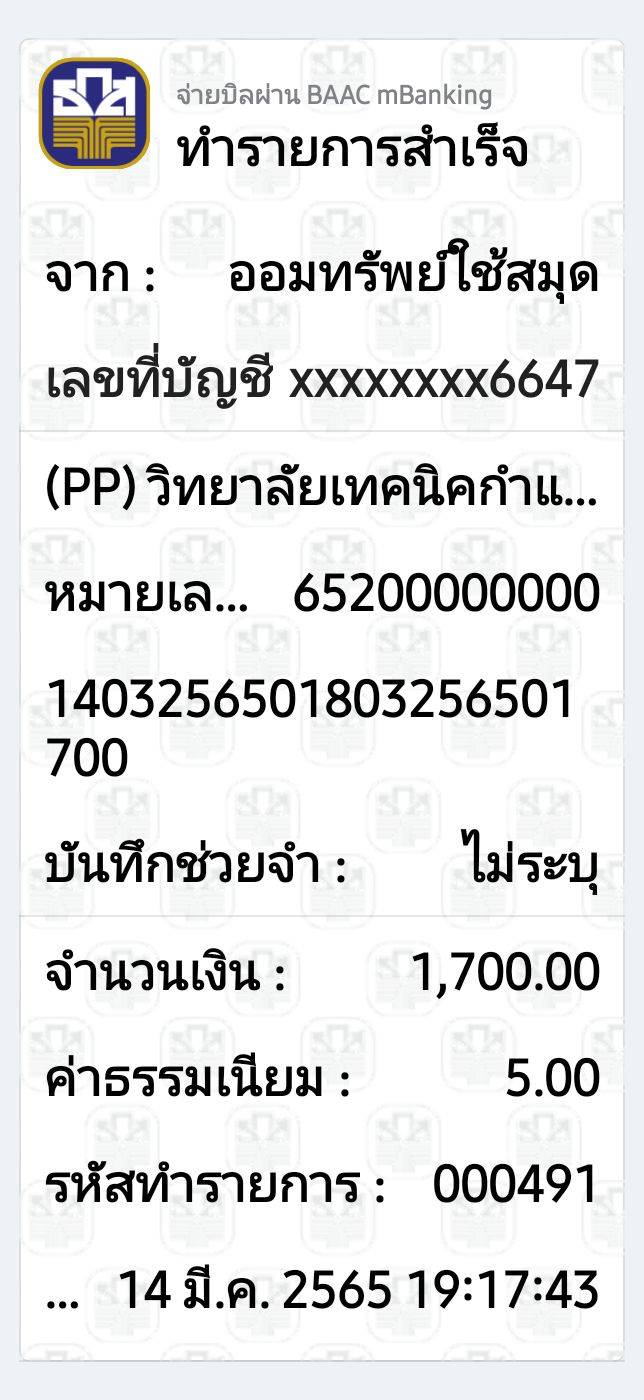 จ่ายบิลผ่าน BAAC mBanking
ทำรายการสำเร็จ
จาก : ออมทรัพย์ใช้สมุด
เลขที่บัญชี xxxxxxxx6647
(PP) วิทยาลัยเทคนิคกำแ...
หมายเล... 65200000000
1403256501803256501
700
บันทึกช่วยจำ : ไม่ระบุ
จำนวนเงิน : 1,700.00
ค่าธรรมเนียม : 5.00
รหัสทำรายการ : 000491
... 14 มี.ค. 2565 19:17:43